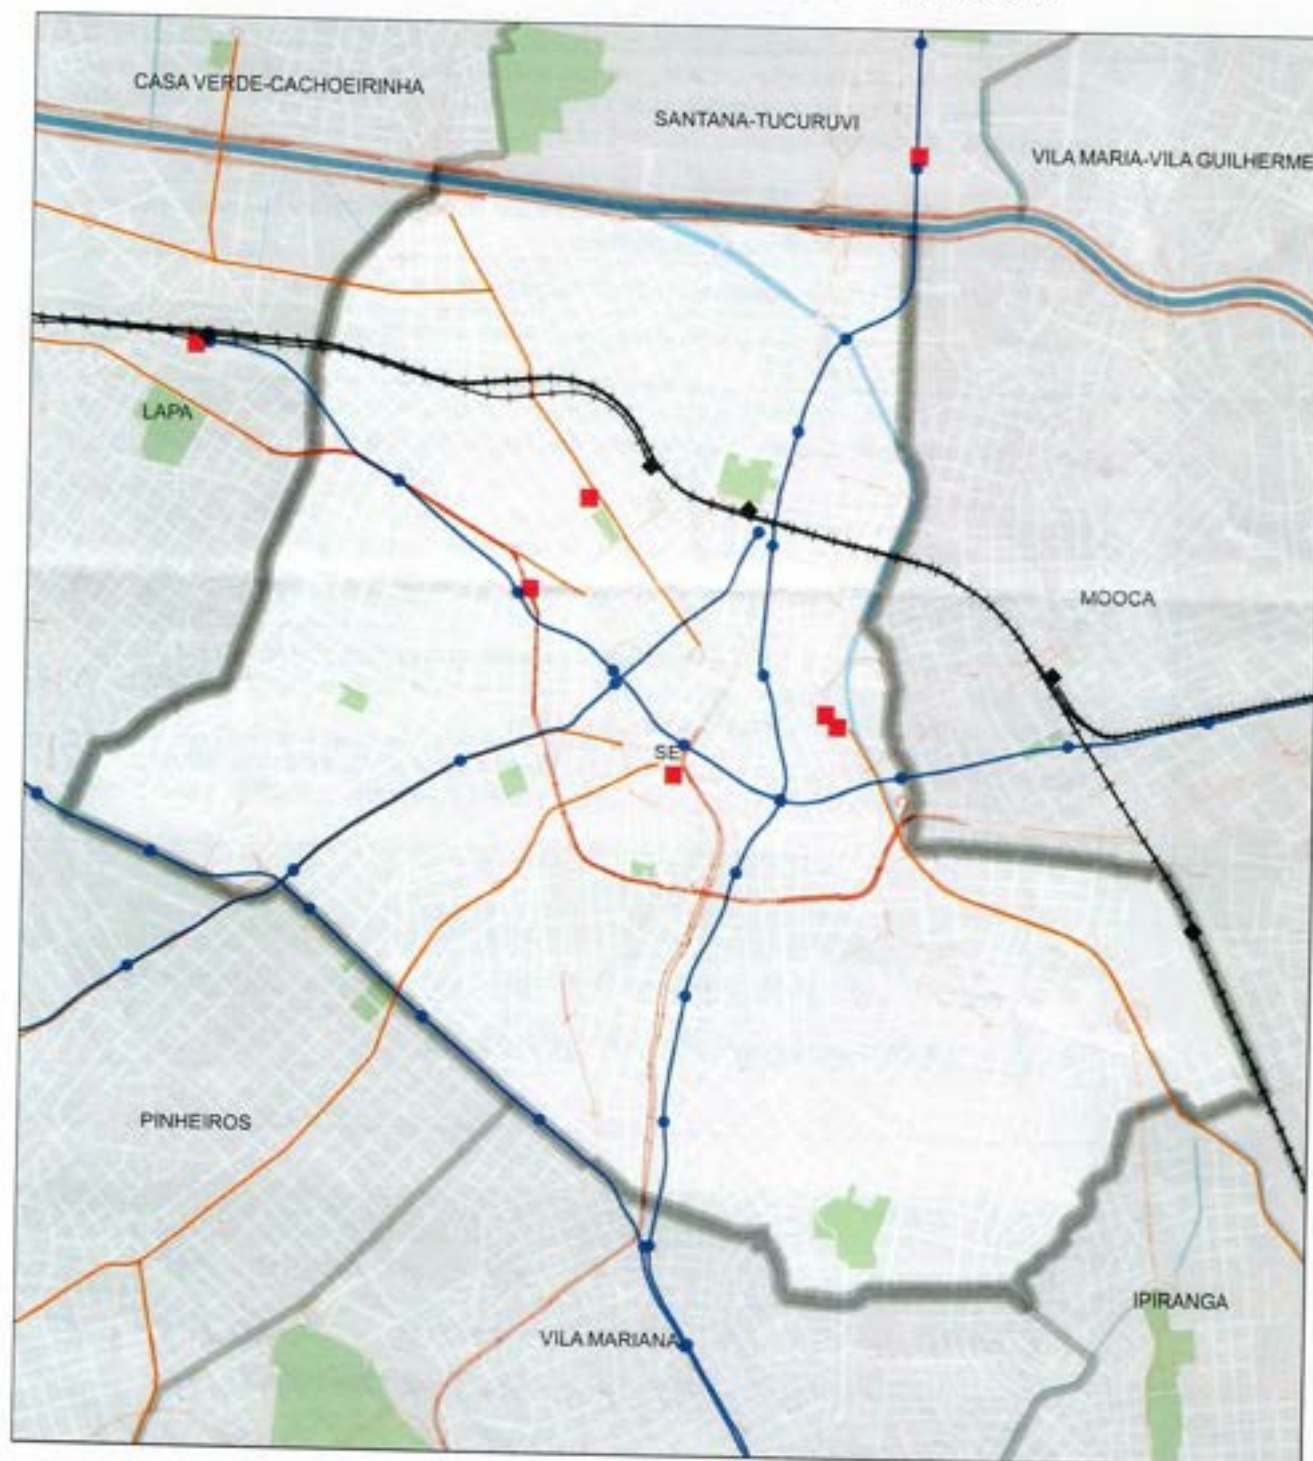 CASA VERDE-CACHOEIRINHA
SANTANA-TUCURUVI
VILA MARIA-VILA GUILHERME
LAPA
MOOCA
SE
PINHEIROS
IPIRANGA
VILA MARIANA